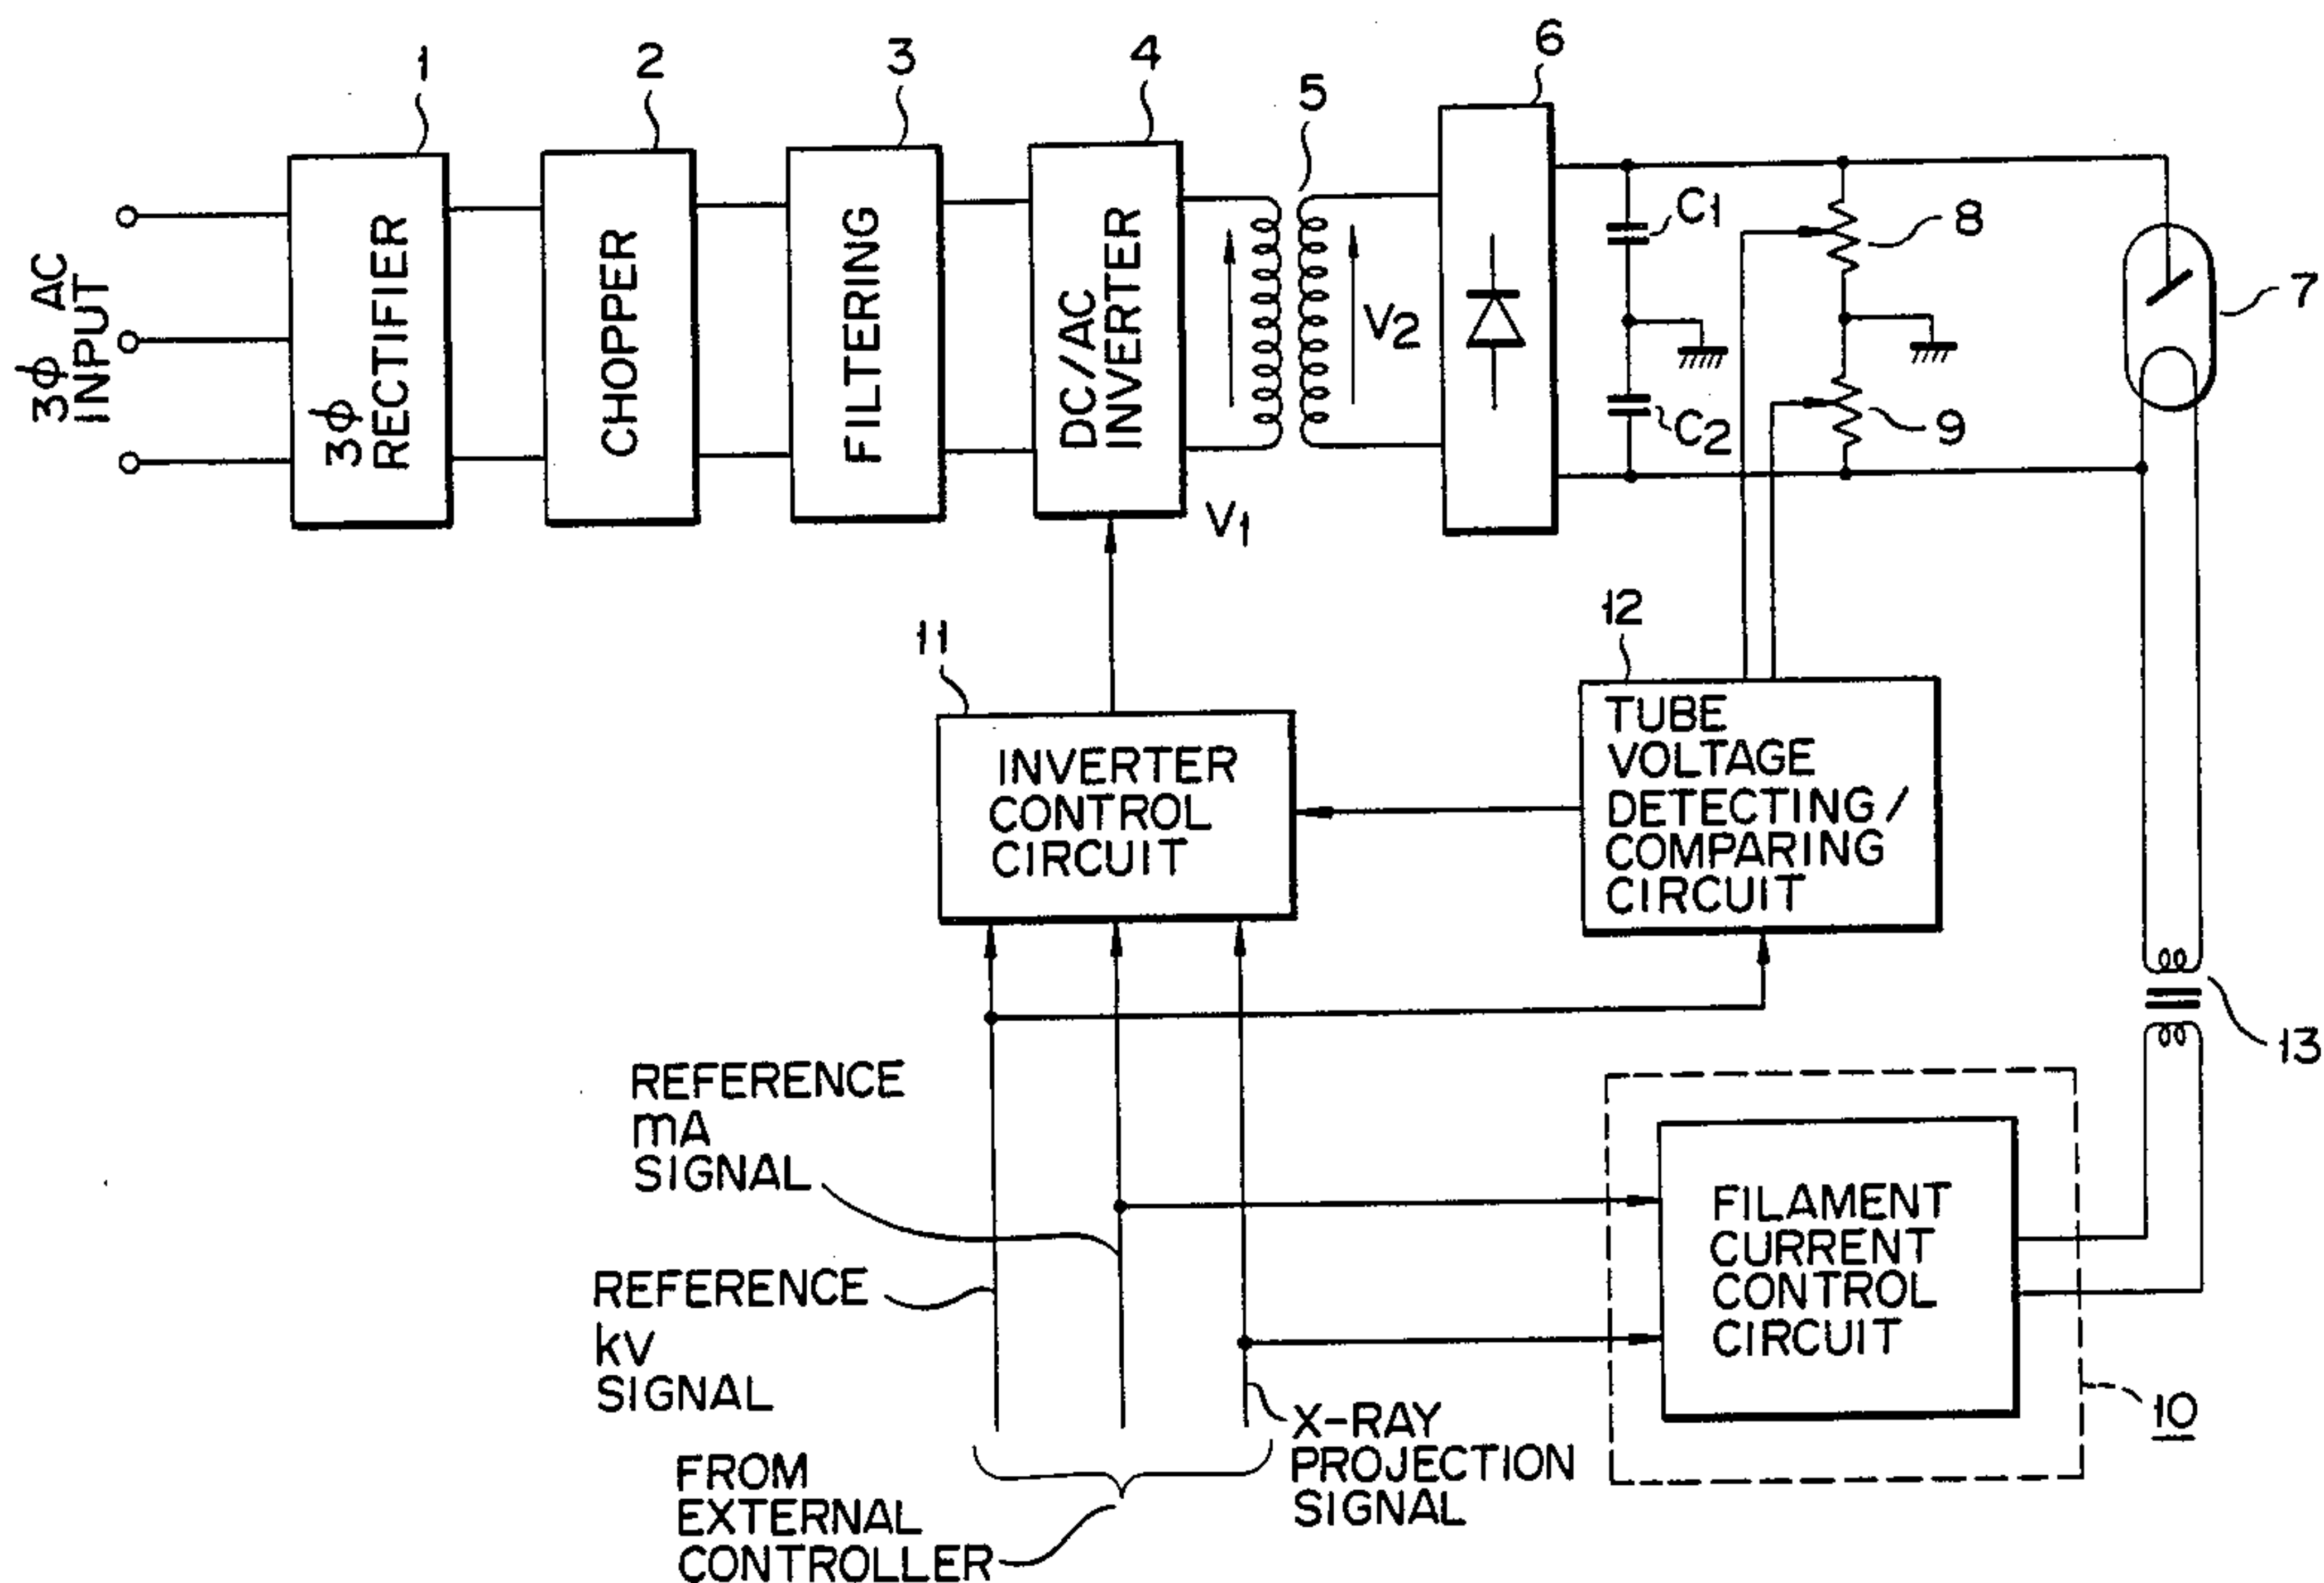 1
2
3
4
5
6
3φ AC
INPUT
3φ
RECTIFIER
CHOPPER
FILTERING
DC/AC
INVERTER
V1
V2
C1
C2
8
9
7
11
12
INVERTER
CONTROL
CIRCUIT
TUBE
VOLTAGE
DETECTING/
COMPARING
CIRCUIT
13
REFERENCE
mA
SIGNAL
REFERENCE
kV
SIGNAL
FILAMENT
CURRENT
CONTROL
CIRCUIT
10
X-RAY
PROJECTION
SIGNAL
FROM
EXTERNAL
CONTROLLER